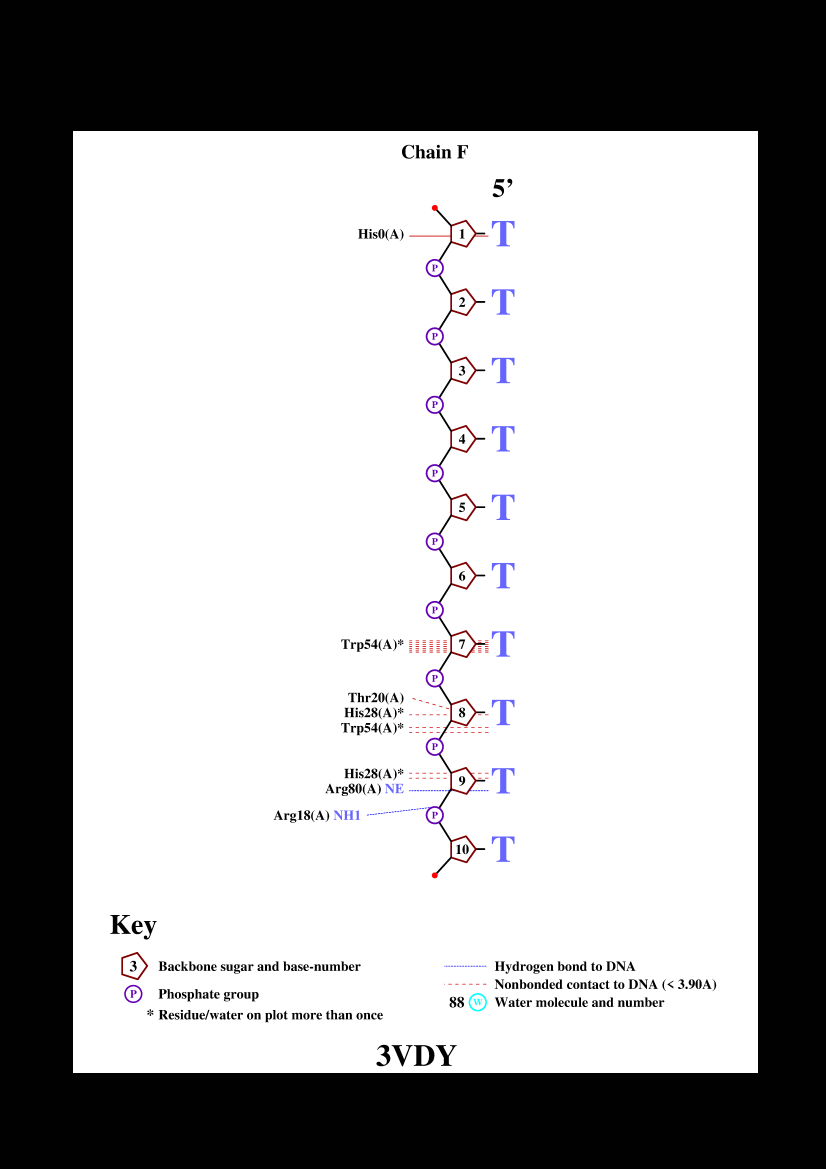 Chain F
5’
His0(A) 1 T
P
2 T
P
3 T
P
4 T
P
5 T
P
6 T
P
Trp54(A)* 7 T
P
Thr20(A)
His28(A)* 8 T
Trp54(A)*
P
His28(A)* 9 T
Arg80(A) NE
Arg18(A) NH1 P
10 T
Key
3 Backbone sugar and base-number
P Phosphate group
* Residue/water on plot more than once
Hydrogen bond to DNA
Nonbonded contact to DNA (< 3.90A)
88 W Water molecule and number
3VDY